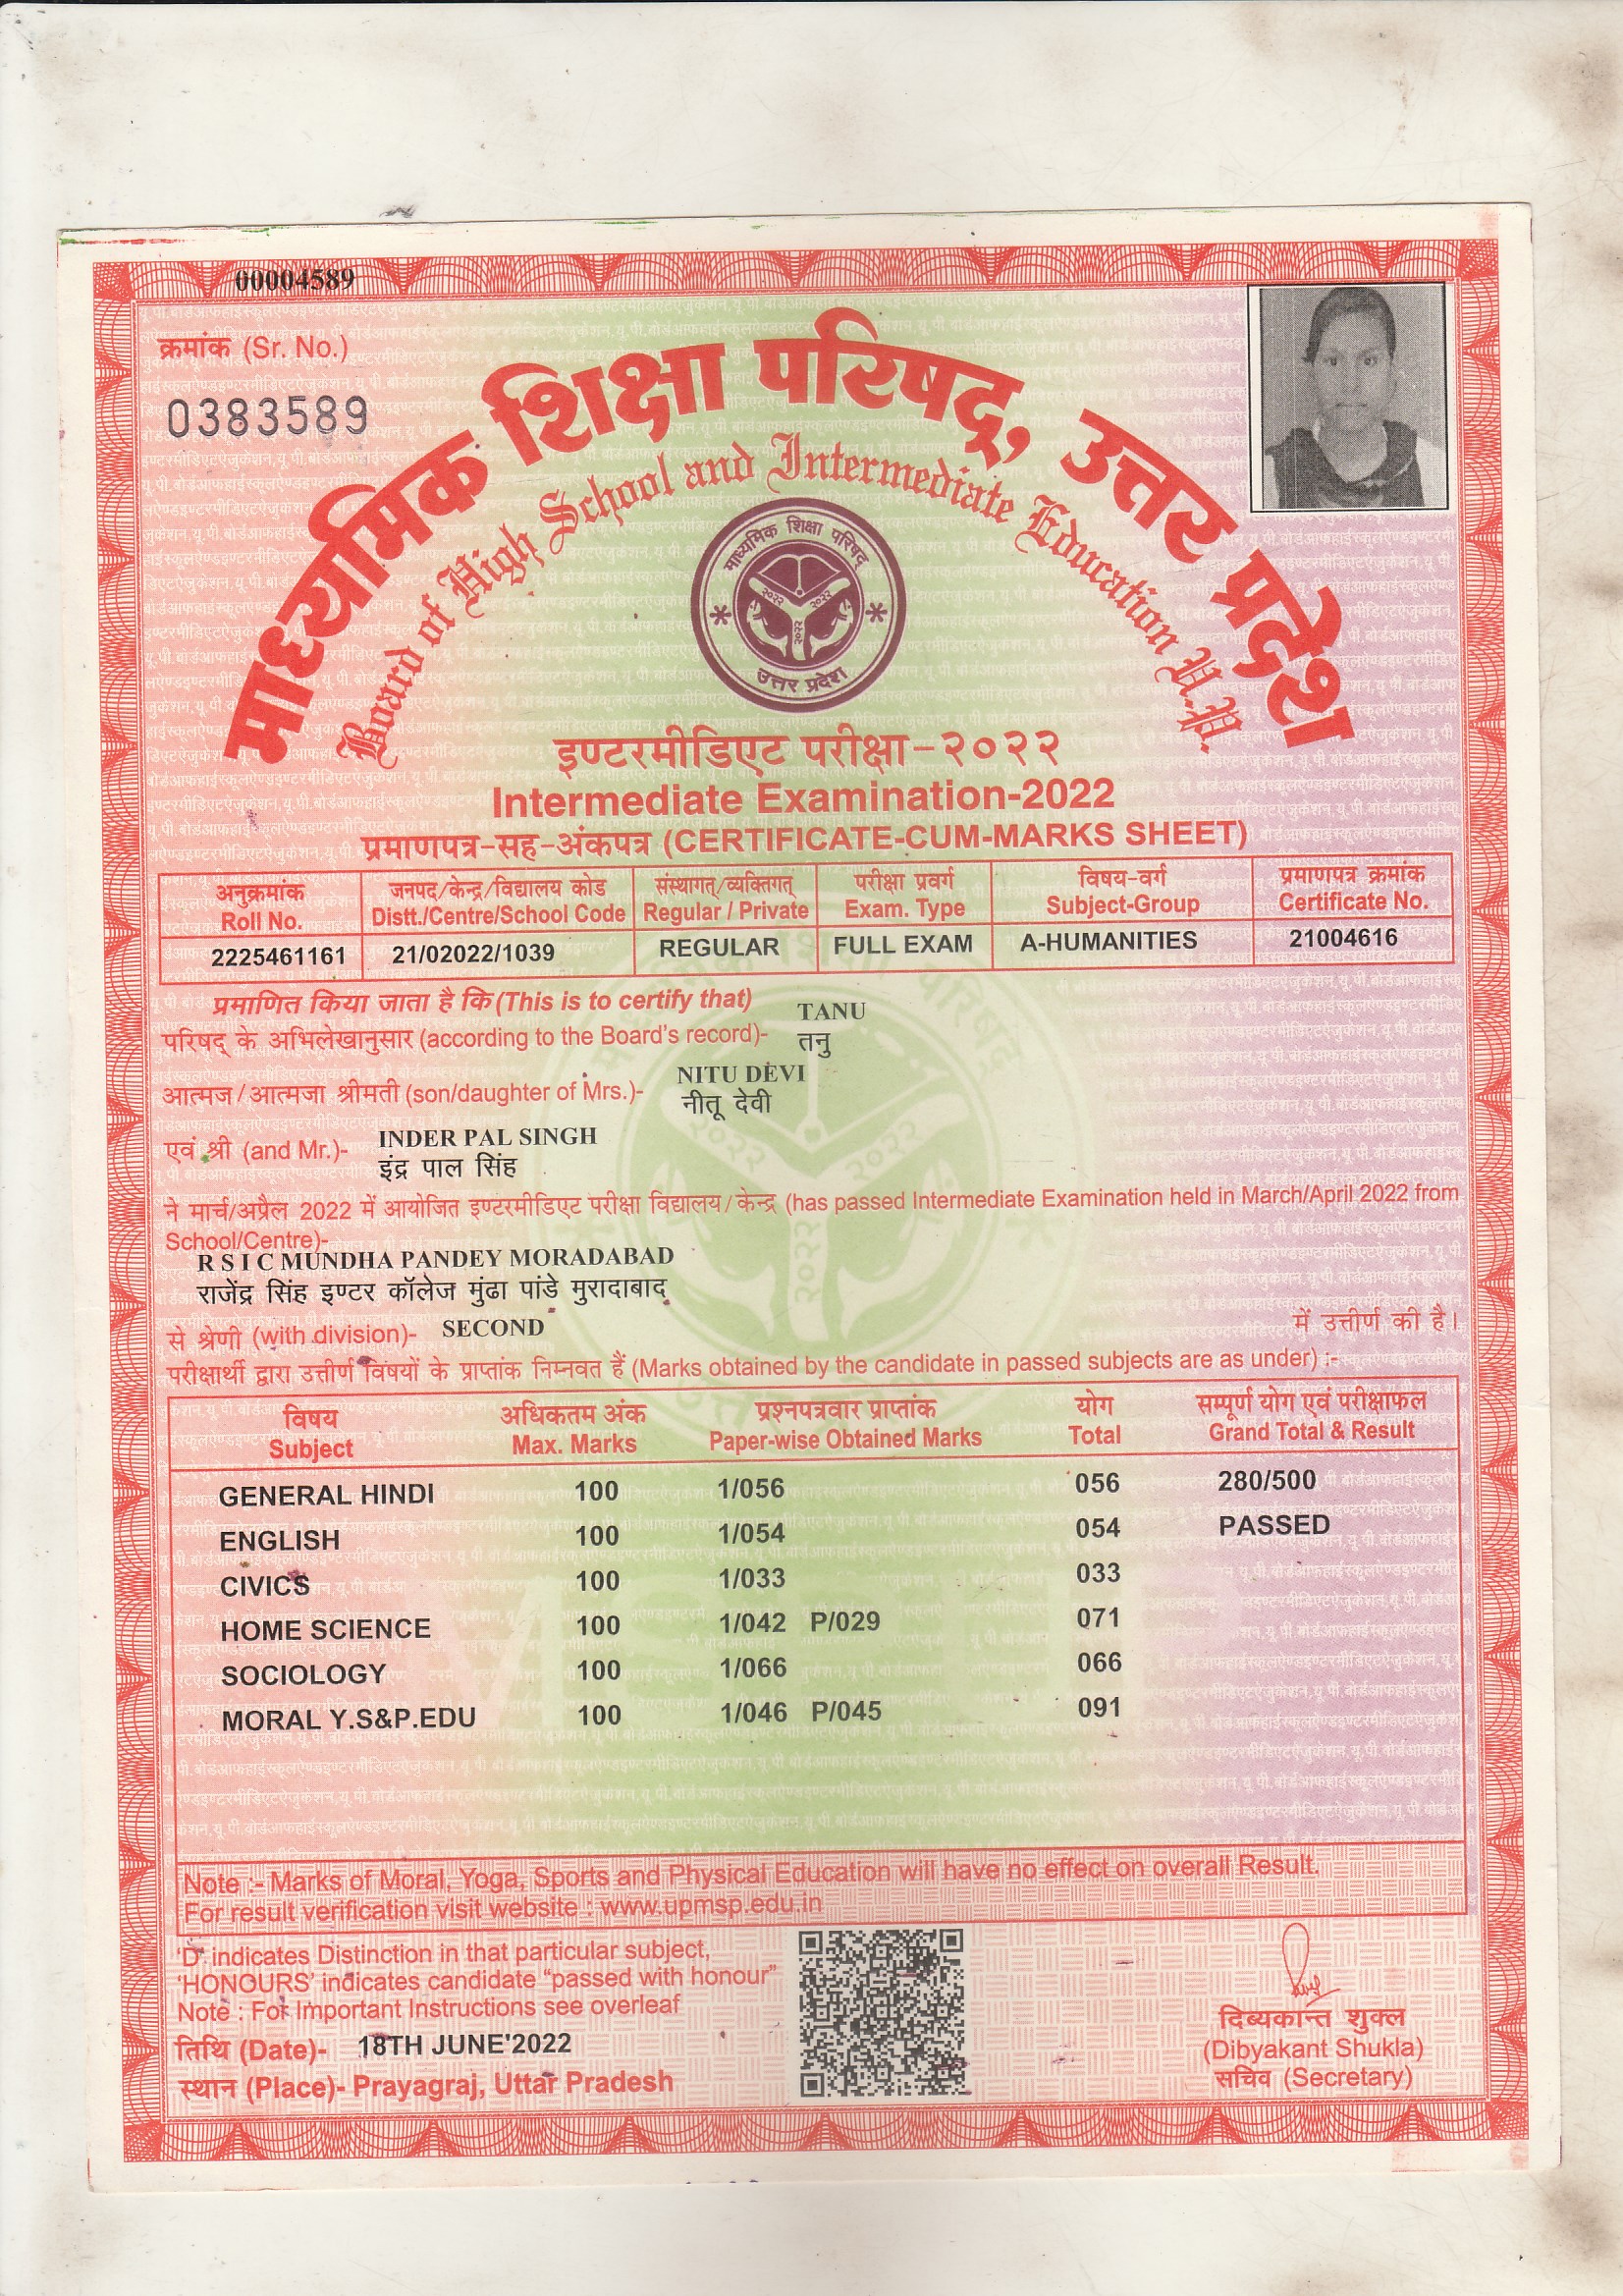 00004589
क्रमांक (Sr. No.)
0383589
माध्यमिक शिक्षा परिषद्, उत्तर प्रदेश
Board of High School and Intermediate Education U.P.
माध्यमिक शिक्षा परिषद्
२०२२ २०२२
२०२२
उत्तर प्रदेश
इण्टरमीडिएट परीक्षा-२०२२
Intermediate Examination-2022
प्रमाणपत्र-सह-अंकपत्र (CERTIFICATE-CUM-MARKS SHEET)
अनुक्रमांक जनपद/केन्द्र/विद्यालय कोड संस्थागत्/व्यक्तिगत् परीक्षा प्रवर्ग विषय-वर्ग प्रमाणपत्र क्रमांक
Roll No. Distt./Centre/School Code Regular / Private Exam. Type Subject-Group Certificate No.
2225461161 21/02022/1039 REGULAR FULL EXAM A-HUMANITIES 21004616
प्रमाणित किया जाता है कि (This is to certify that) TANU
परिषद् के अभिलेखानुसार (according to the Board's record)- तनु
NITU DEVI
आत्मज/आत्मजा श्रीमती (son/daughter of Mrs.)- नीतू देवी
एवं श्री (and Mr.)- INDER PAL SINGH
इंद्र पाल सिंह
ने मार्च/अप्रैल 2022 में आयोजित इण्टरमीडिएट परीक्षा विद्यालय/केन्द्र (has passed Intermediate Examination held in March/April 2022 from
School/Centre)-
R S I C MUNDHA PANDEY MORADABAD
राजेंद्र सिंह इण्टर कॉलेज मुंढा पांडे मुरादाबाद
से श्रेणी (with division)- SECOND में उत्तीर्ण की है।
परीक्षार्थी द्वारा उत्तीर्ण विषयों के प्राप्तांक निम्नवत हैं (Marks obtained by the candidate in passed subjects are as under) :-
विषय अधिकतम अंक प्रश्नपत्रवार प्राप्तांक योग सम्पूर्ण योग एवं परीक्षाफल
Subject Max. Marks Paper-wise Obtained Marks Total Grand Total & Result
GENERAL HINDI 100 1/056 056 280/500
ENGLISH 100 1/054 054 PASSED
CIVICS 100 1/033 033
HOME SCIENCE 100 1/042 P/029 071
SOCIOLOGY 100 1/066 066
MORAL Y.S&P.EDU 100 1/046 P/045 091
Note :- Marks of Moral, Yoga, Sports and Physical Education will have no effect on overall Result.
For result verification visit website : www.upmsp.edu.in
'D' indicates Distinction in that particular subject,
'HONOURS' indicates candidate "passed with honour"
Note : For Important Instructions see overleaf
तिथि (Date)- 18TH JUNE'2022
स्थान (Place)- Prayagraj, Uttar Pradesh
दिब्यकान्त शुक्ल
(Dibyakant Shukla)
सचिव (Secretary)